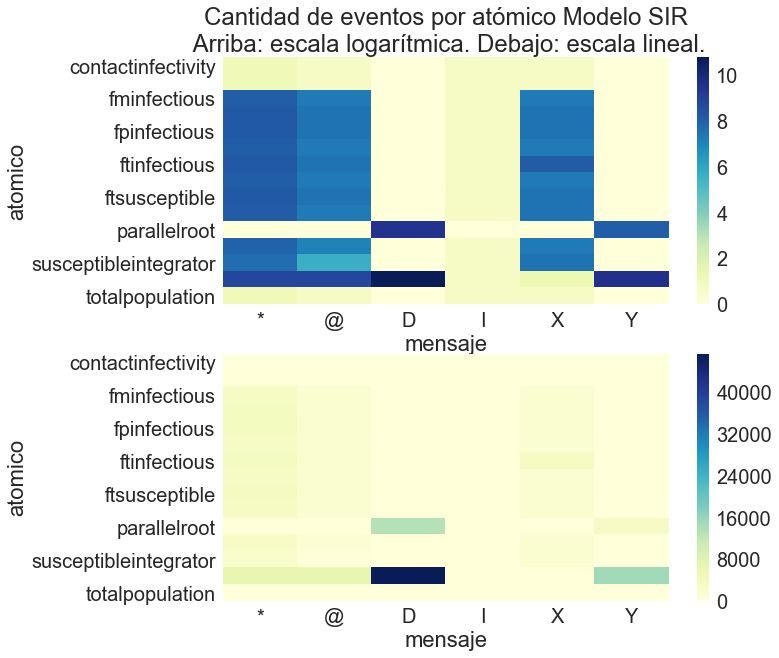 Cantidad de eventos por atómico Modelo SIR
Arriba: escala logarítmica. Debajo: escala lineal.
contactinfectivity
fminfectious
fpinfectious
ftinfectious
ftsusceptible
parallelroot
susceptibleintegrator
totalpopulation
atomico
* @ D I X Y
mensaje
10
8
6
4
2
0
contactinfectivity
fminfectious
fpinfectious
ftinfectious
ftsusceptible
parallelroot
susceptibleintegrator
totalpopulation
atomico
* @ D I X Y
mensaje
40000
32000
24000
16000
8000
0